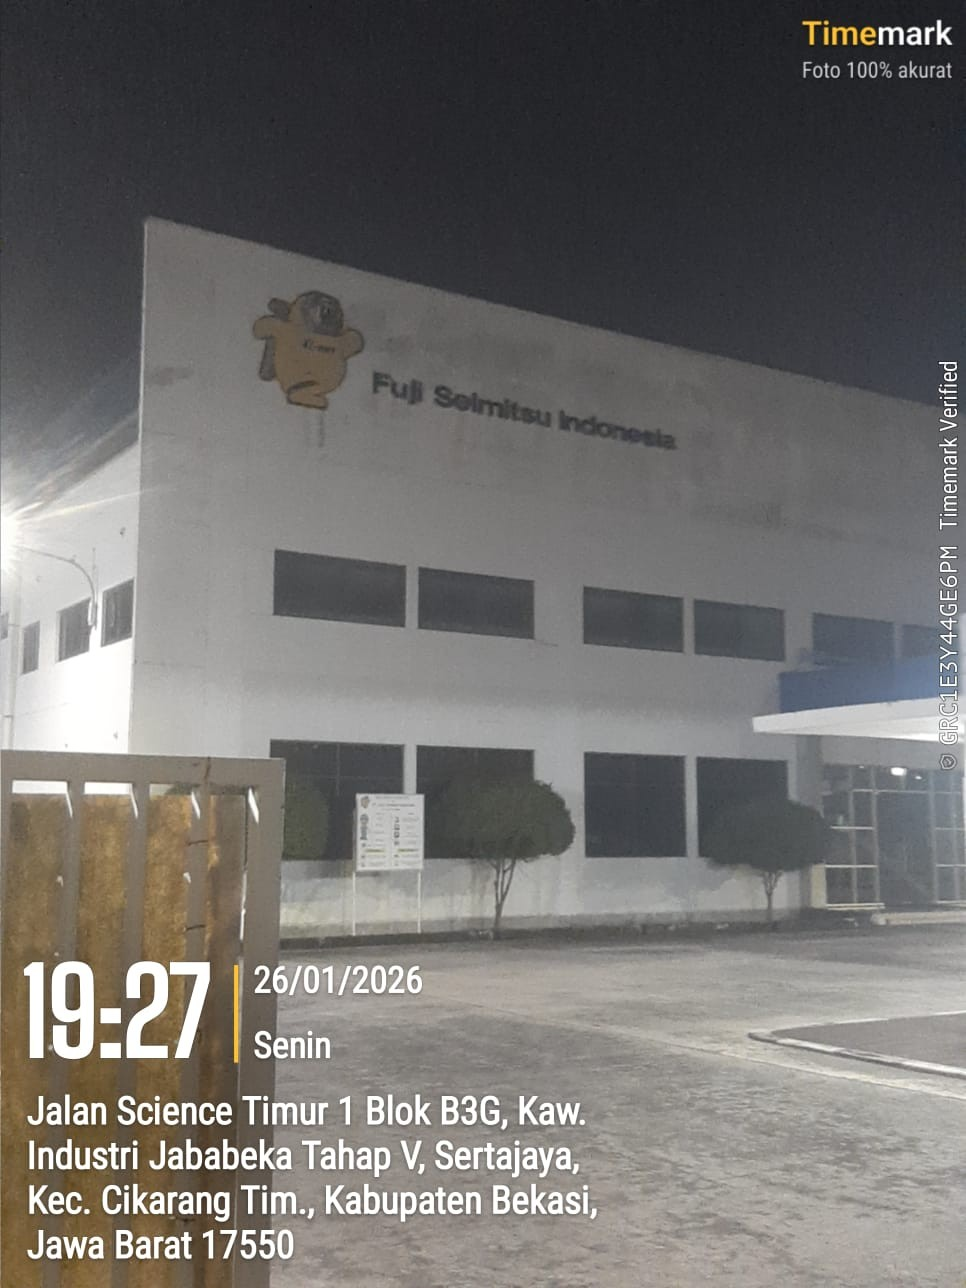 Timemark
Foto 100% akurat
Fuji Seimitsu Indonesia
GRC1E3Y44GE6PM Timemark Verified
19:27
26/01/2026
Senin
Jalan Science Timur 1 Blok B3G, Kaw.
Industri Jababeka Tahap V, Sertajaya,
Kec. Cikarang Tim., Kabupaten Bekasi,
Jawa Barat 17550